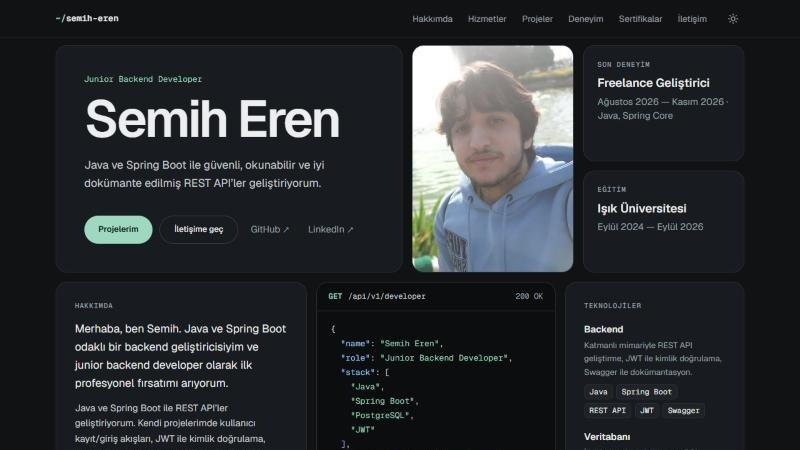 ~/semih-eren
Hakkımda Hizmetler Projeler Deneyim Sertifikalar İletişim
Junior Backend Developer
Semih Eren
Java ve Spring Boot ile güvenli, okunabilir ve iyi
dokümante edilmiş REST API'ler geliştiriyorum.
Projelerim
İletişime geç
GitHub ↗
LinkedIn ↗
SON DENEYİM
Freelance Geliştirici
Ağustos 2026 — Kasım 2026 ·
Java, Spring Core
EĞİTİM
Işık Üniversitesi
Eylül 2024 — Eylül 2026
HAKKIMDA
Merhaba, ben Semih. Java ve Spring Boot
odaklı bir backend geliştiricisiyim ve
junior backend developer olarak ilk
profesyonel fırsatımı arıyorum.
Java ve Spring Boot ile REST API'ler
geliştiriyorum. Kendi projelerimde kullanıcı
kayıt/giriş akışları, JWT ile kimlik doğrulama,
GET /api/v1/developer 200 OK
{
"name": "Semih Eren",
"role": "Junior Backend Developer",
"stack": [
"Java",
"Spring Boot",
"PostgreSQL",
"JWT"
],
TEKNOLOJİLER
Backend
Katmanlı mimariyle REST API
geliştirme, JWT ile kimlik doğrulama,
Swagger ile dokümantasyon.
Java Spring Boot
REST API JWT Swagger
Veritabanı